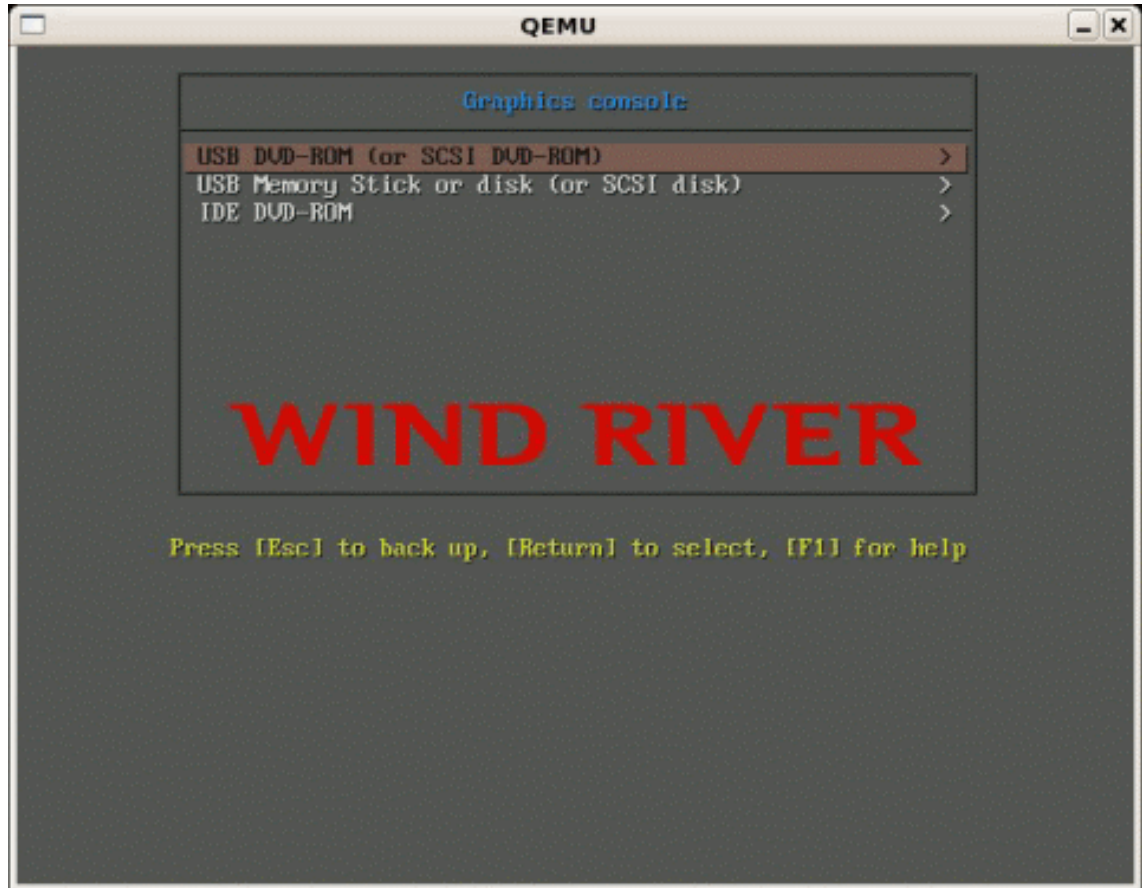 QEMU
Graphics console
USB DVD-ROM (or SCSI DVD-ROM) >
USB Memory Stick or disk (or SCSI disk) >
IDE DVD-ROM >
WIND RIVER
Press [Esc] to back up, [Return] to select, [F1] for help